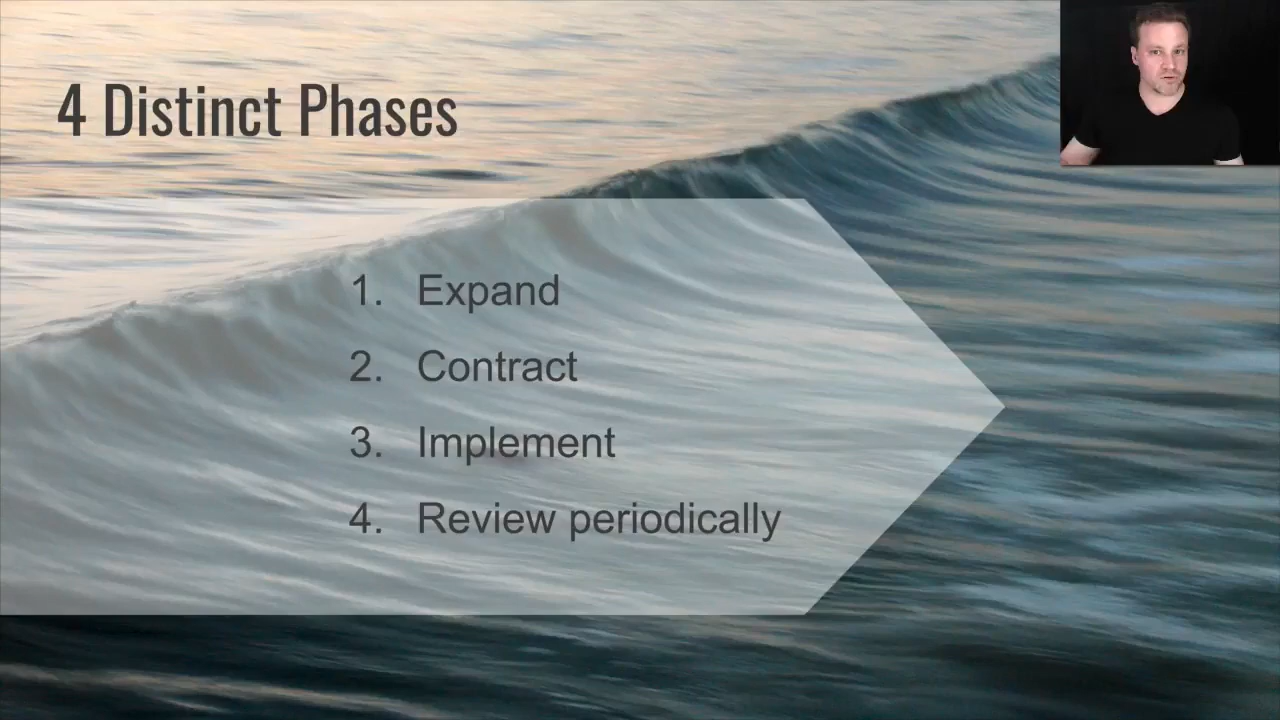 4 Distinct Phases
1. Expand
2. Contract
3. Implement
4. Review periodically